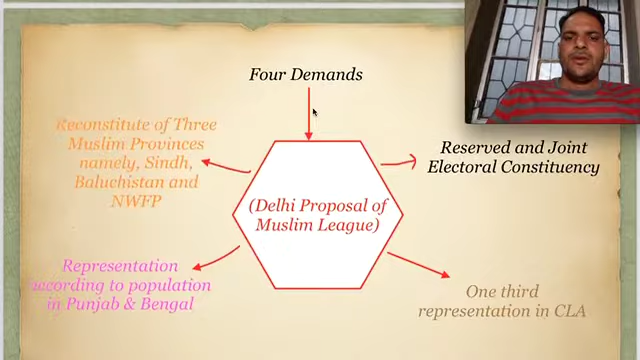 Four Demands
Reconstitute of Three
Muslim Provinces
namely, Sindh,
Baluchistan and
NWFP
Reserved and Joint
Electoral Constituency
(Delhi Proposal of
Muslim League)
Representation
according to population
in Punjab & Bengal
One third
representation in CLA